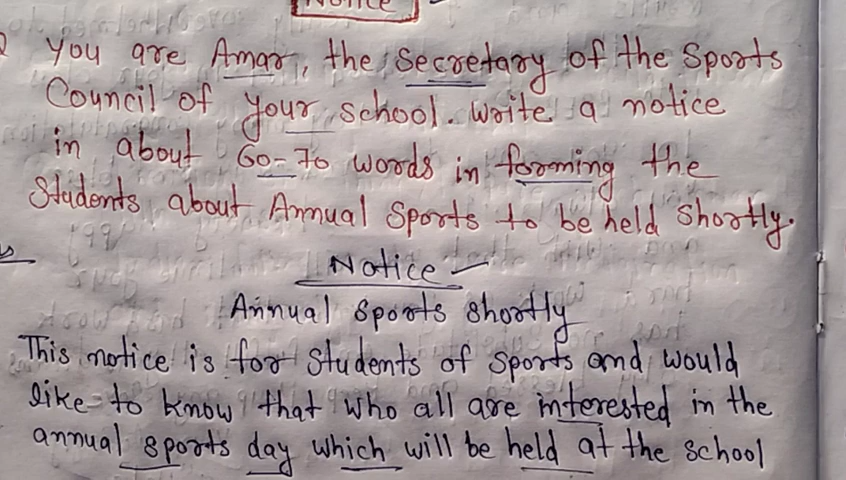 Notice
You are Amar, the Secretary of the Sports
Council of your school. Write a notice
in about 60-70 words in forming the
Students about Annual Sports to be held Shortly.
Notice
Annual Sports shortly
This notice is for Students of sports and would
like to know that who all are interested in the
annual sports day which will be held at the school